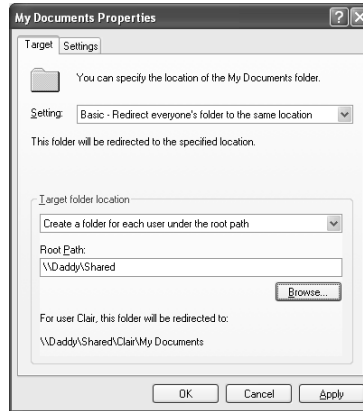 My Documents Properties
Target
Settings
You can specify the location of the My Documents folder.
Setting:
Basic - Redirect everyone's folder to the same location
This folder will be redirected to the specified location.
Target folder location
Create a folder for each user under the root path
Root Path:
\\Daddy\Shared
Browse...
For user Clair, this folder will be redirected to:
\\Daddy\Shared\Clair\My Documents
OK
Cancel
Apply